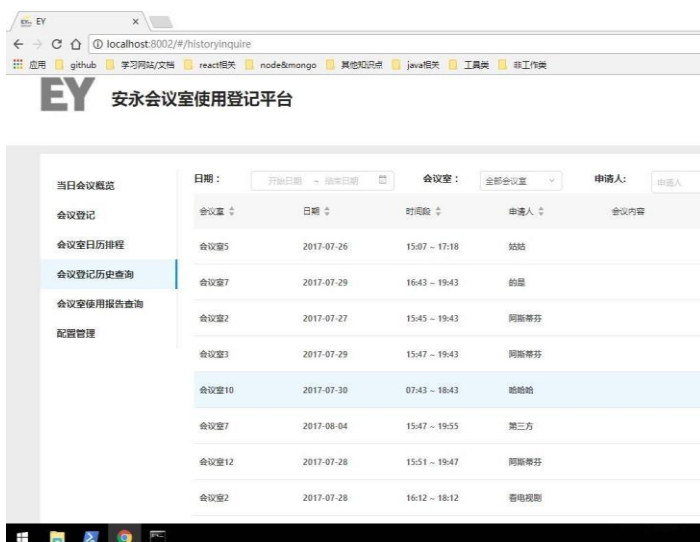 EY EY ×
localhost:8002/#/historyinquire
应用 github 学习网站/文档 react相关 node&mongo 其他知识点 java相关 工具类 非工作类
EY 安永会议室使用登记平台
日期： 开始日期 ~ 结束日期 会议室： 全部会议室 申请人: 申请人
当日会议概览
会议登记
会议室日历排程
会议登记历史查询
会议室使用报告查询
配置管理
会议室 日期 时间段 申请人 会议内容
会议室5 2017-07-26 15:07 ~ 17:18 姑姑
会议室7 2017-07-29 16:43 ~ 19:43 的是
会议室2 2017-07-27 15:45 ~ 19:43 阿斯蒂芬
会议室3 2017-07-29 15:47 ~ 19:43 阿斯蒂芬
会议室10 2017-07-30 07:43 ~ 18:43 哈哈哈
会议室7 2017-08-04 15:47 ~ 19:55 第三方
会议室12 2017-07-28 15:51 ~ 19:47 阿斯蒂芬
会议室2 2017-07-28 16:12 ~ 18:12 看电视剧